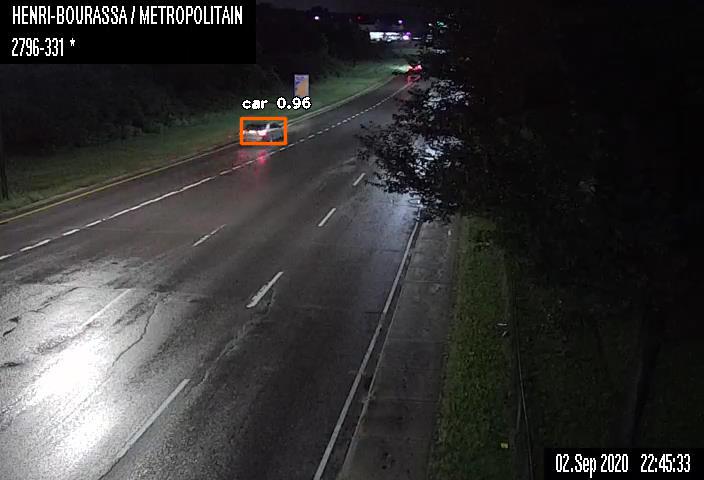 HENRI-BOURASSA / METROPOLITAIN
2796-331 *
car 0.96
02.Sep 2020 22:45:33